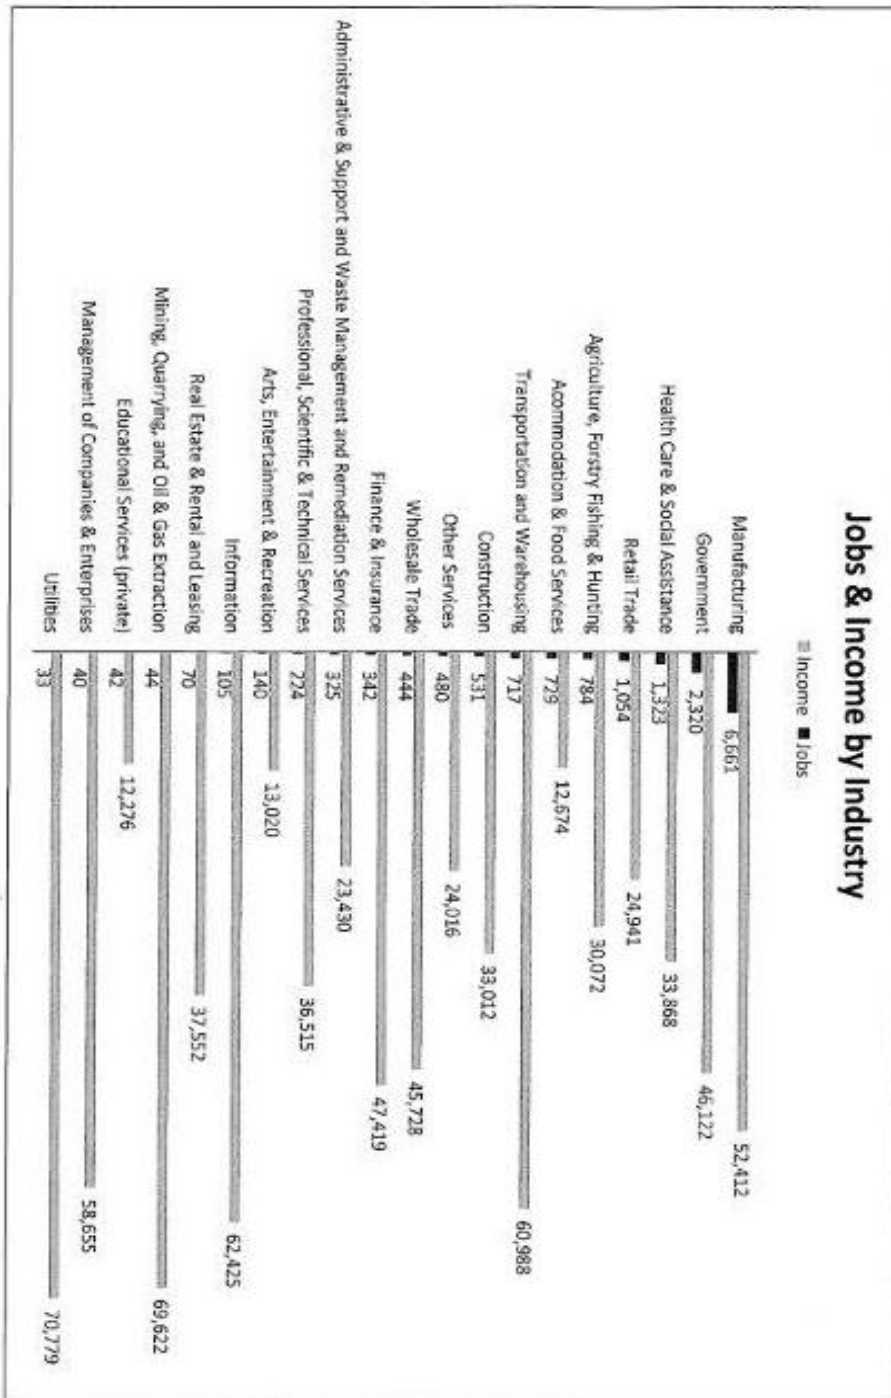 Jobs & Income by Industry
Income Jobs
Manufacturing 6,661 52,412
Government 2,320 46,122
Health Care & Social Assistance 1,323 33,868
Retail Trade 1,054 24,941
Agriculture, Forstry Fishing & Hunting 784 30,072
Acommodation & Food Services 729 12,674
Transportation and Warehousing 717 60,988
Construction 531 33,012
Other Services 480 24,016
Wholesale Trade 444 45,728
Finance & Insurance 342 47,419
Administrative & Support and Waste Management and Remediation Services 325 23,430
Professional, Scientific & Technical Services 224 36,515
Arts, Entertainment & Recreation 140 13,020
Information 105 62,425
Real Estate & Rental and Leasing 70 37,552
Mining, Quarrying, and Oil & Gas Extraction 44 69,622
Educational Services (private) 42 12,276
Management of Companies & Enterprises 40 58,655
Utilities 33 70,779